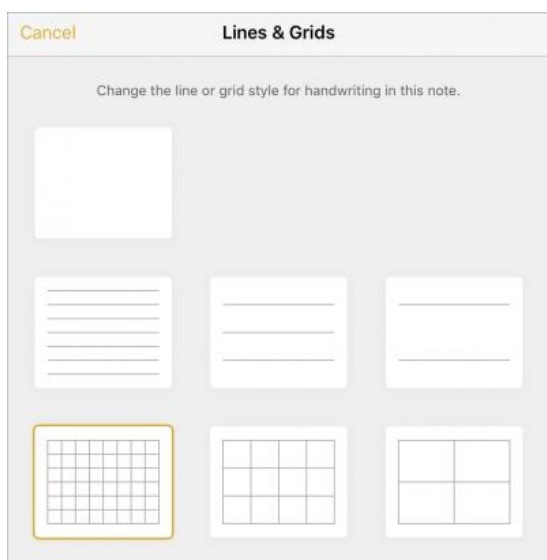 Cancel Lines & Grids
Change the line or grid style for handwriting in this note.